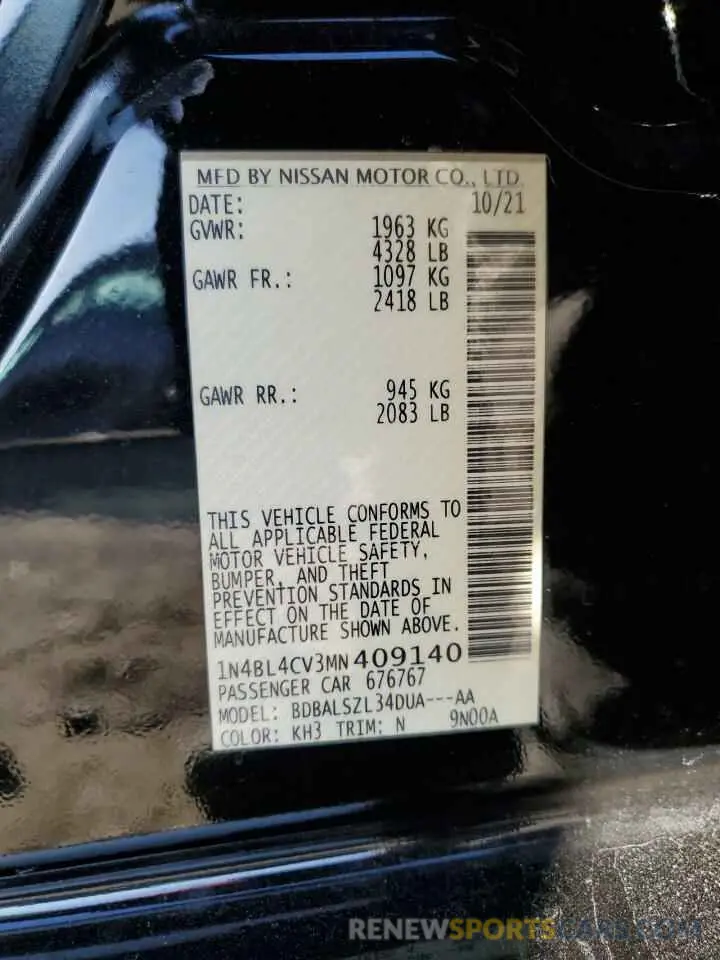 MFD BY NISSAN MOTOR CO., LTD.
DATE: 10/21
GVWR: 1963 KG
4328 LB
GAWR FR.: 1097 KG
2418 LB
GAWR RR.: 945 KG
2083 LB
THIS VEHICLE CONFORMS TO
ALL APPLICABLE FEDERAL
MOTOR VEHICLE SAFETY,
BUMPER, AND THEFT
PREVENTION STANDARDS IN
EFFECT ON THE DATE OF
MANUFACTURE SHOWN ABOVE.
1N4BL4CV3MN409140
PASSENGER CAR 676767
MODEL: BDBALSZL34DUA---AA
COLOR: KH3 TRIM: N 9N00A
RENEWSPORTSCARS.COM